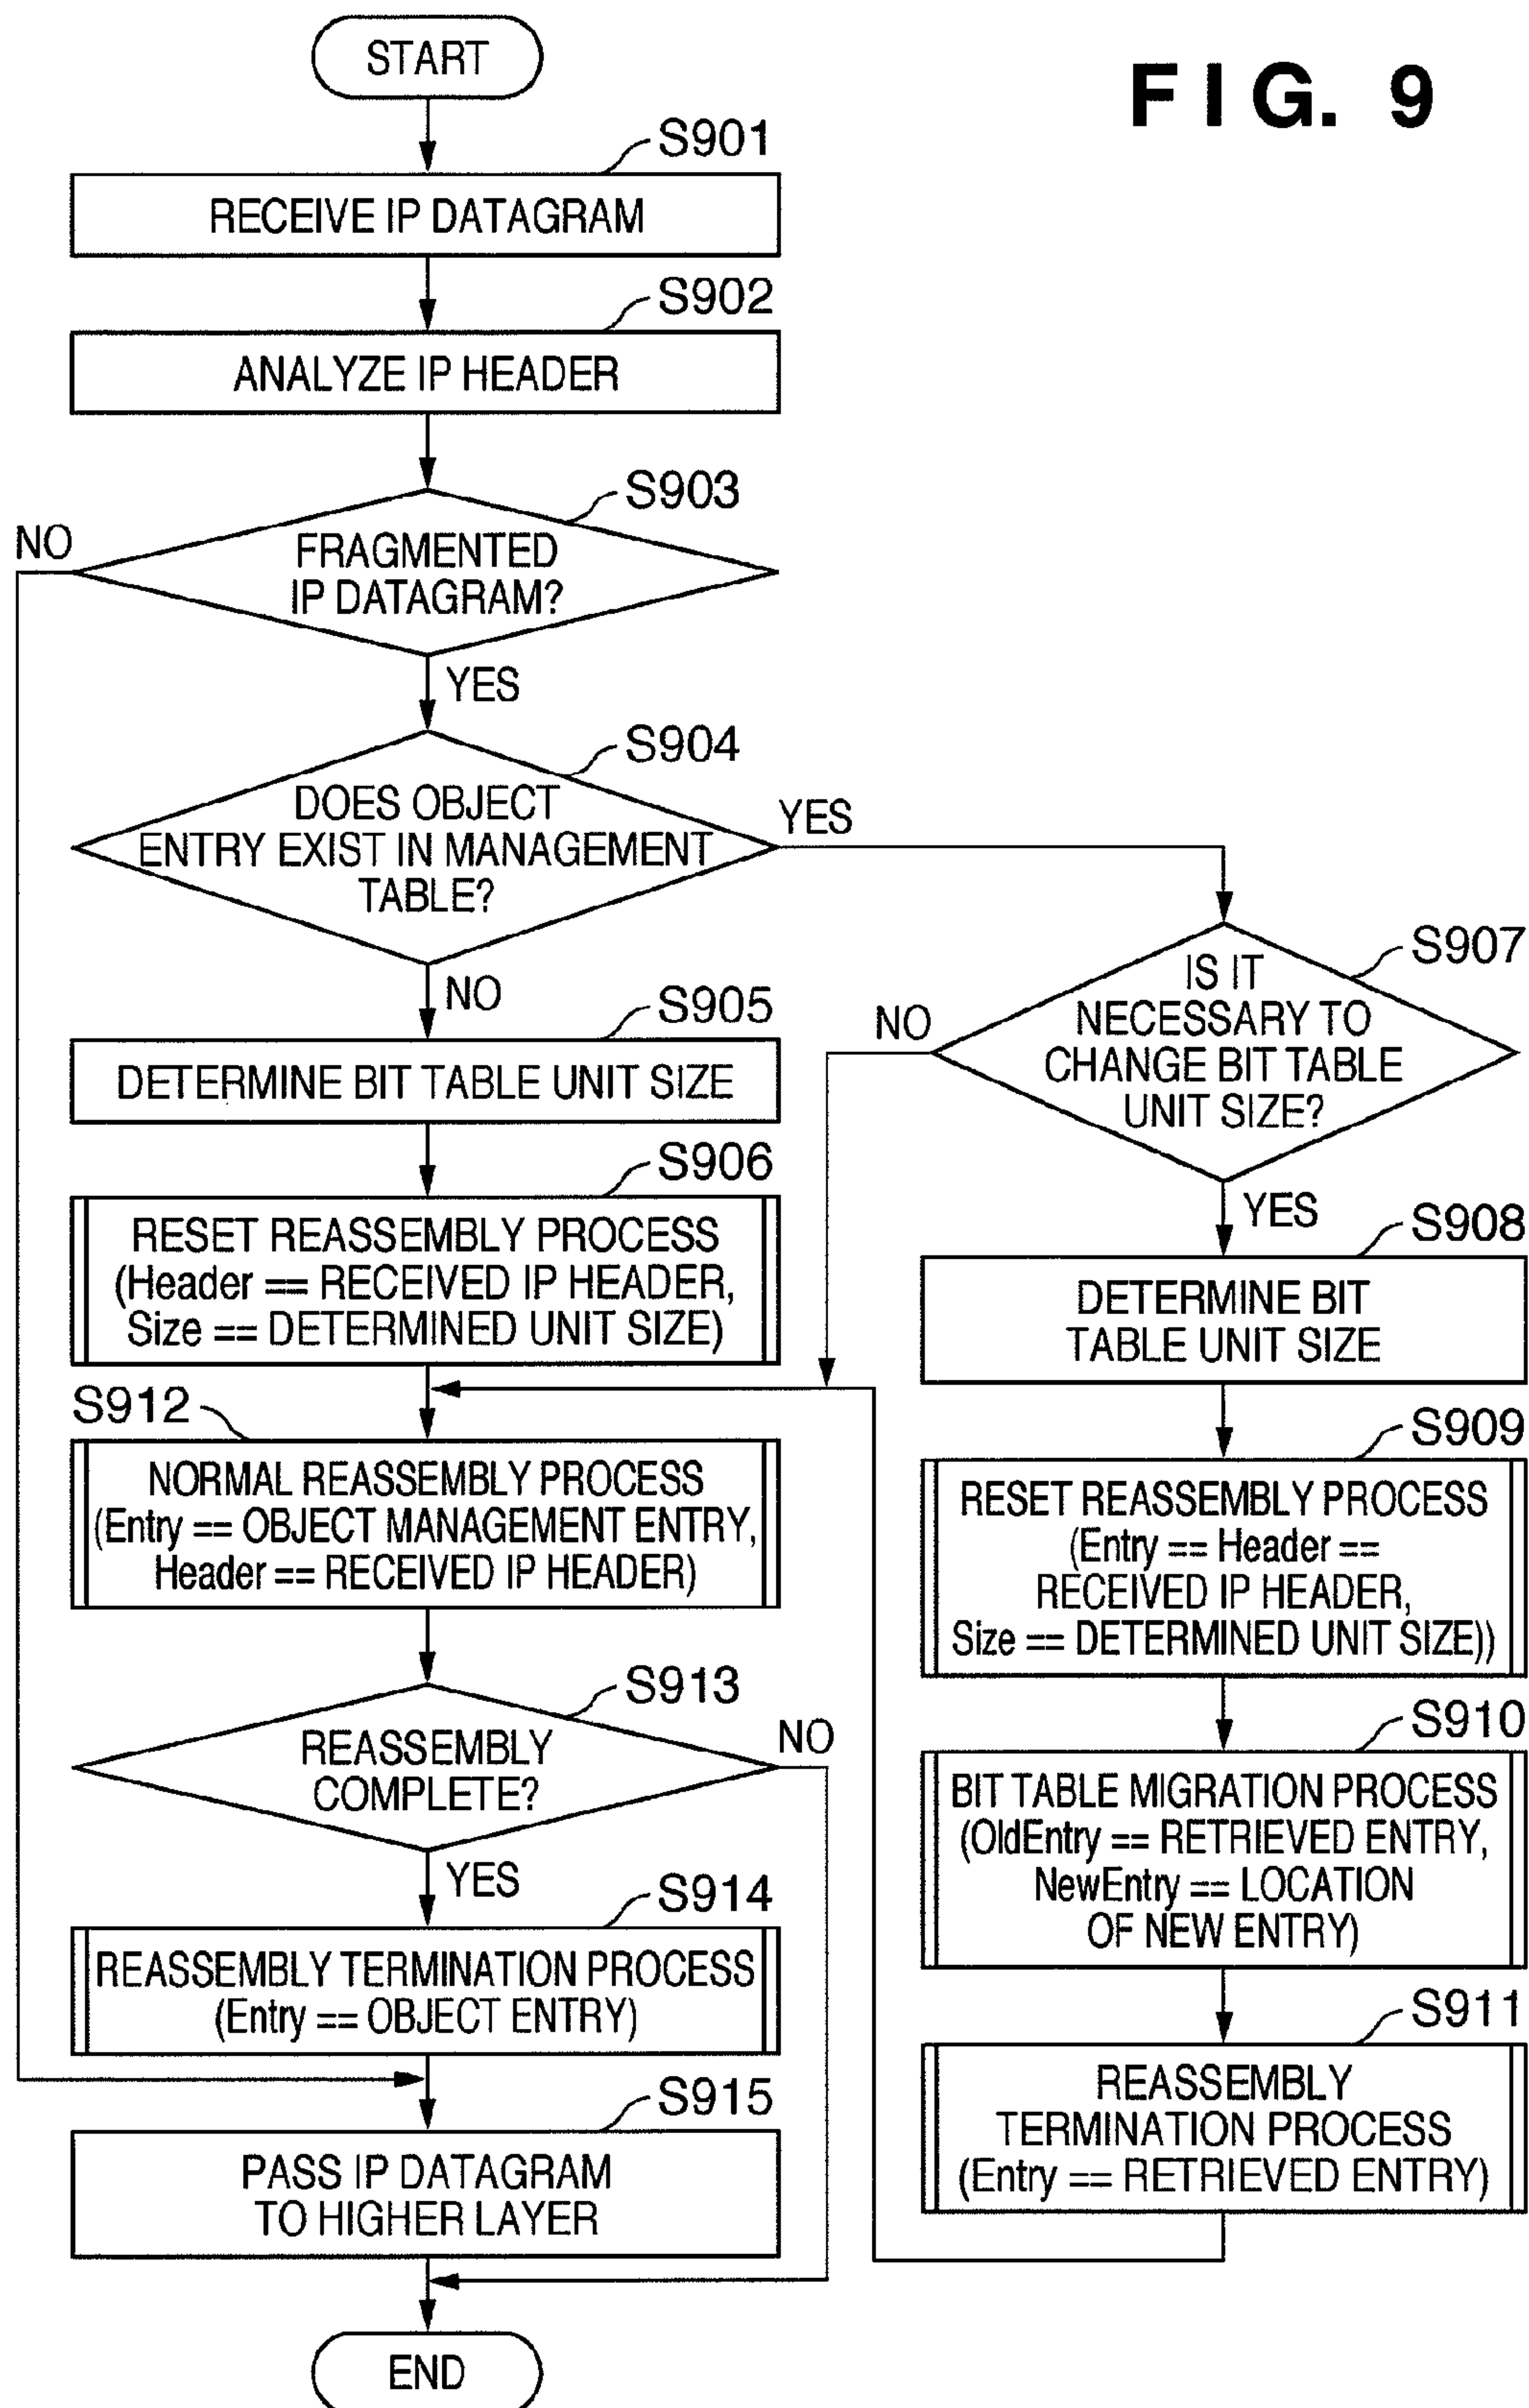 FIG. 9
START
S901
RECEIVE IP DATAGRAM
S902
ANALYZE IP HEADER
S903
NO
FRAGMENTED
IP DATAGRAM?
YES
S904
DOES OBJECT
ENTRY EXIST IN MANAGEMENT
TABLE?
YES
NO
S905
DETERMINE BIT TABLE UNIT SIZE
S906
RESET REASSEMBLY PROCESS
(Header == RECEIVED IP HEADER,
Size == DETERMINED UNIT SIZE)
S907
IS IT
NECESSARY TO
CHANGE BIT TABLE
UNIT SIZE?
NO
YES
S908
DETERMINE BIT
TABLE UNIT SIZE
S909
RESET REASSEMBLY PROCESS
(Entry == Header ==
RECEIVED IP HEADER,
Size == DETERMINED UNIT SIZE))
S910
BIT TABLE MIGRATION PROCESS
(OldEntry == RETRIEVED ENTRY,
NewEntry == LOCATION
OF NEW ENTRY)
S911
REASSEMBLY
TERMINATION PROCESS
(Entry == RETRIEVED ENTRY)
S912
NORMAL REASSEMBLY PROCESS
(Entry == OBJECT MANAGEMENT ENTRY,
Header == RECEIVED IP HEADER)
S913
REASSEMBLY
COMPLETE?
NO
YES
S914
REASSEMBLY TERMINATION PROCESS
(Entry == OBJECT ENTRY)
S915
PASS IP DATAGRAM
TO HIGHER LAYER
END